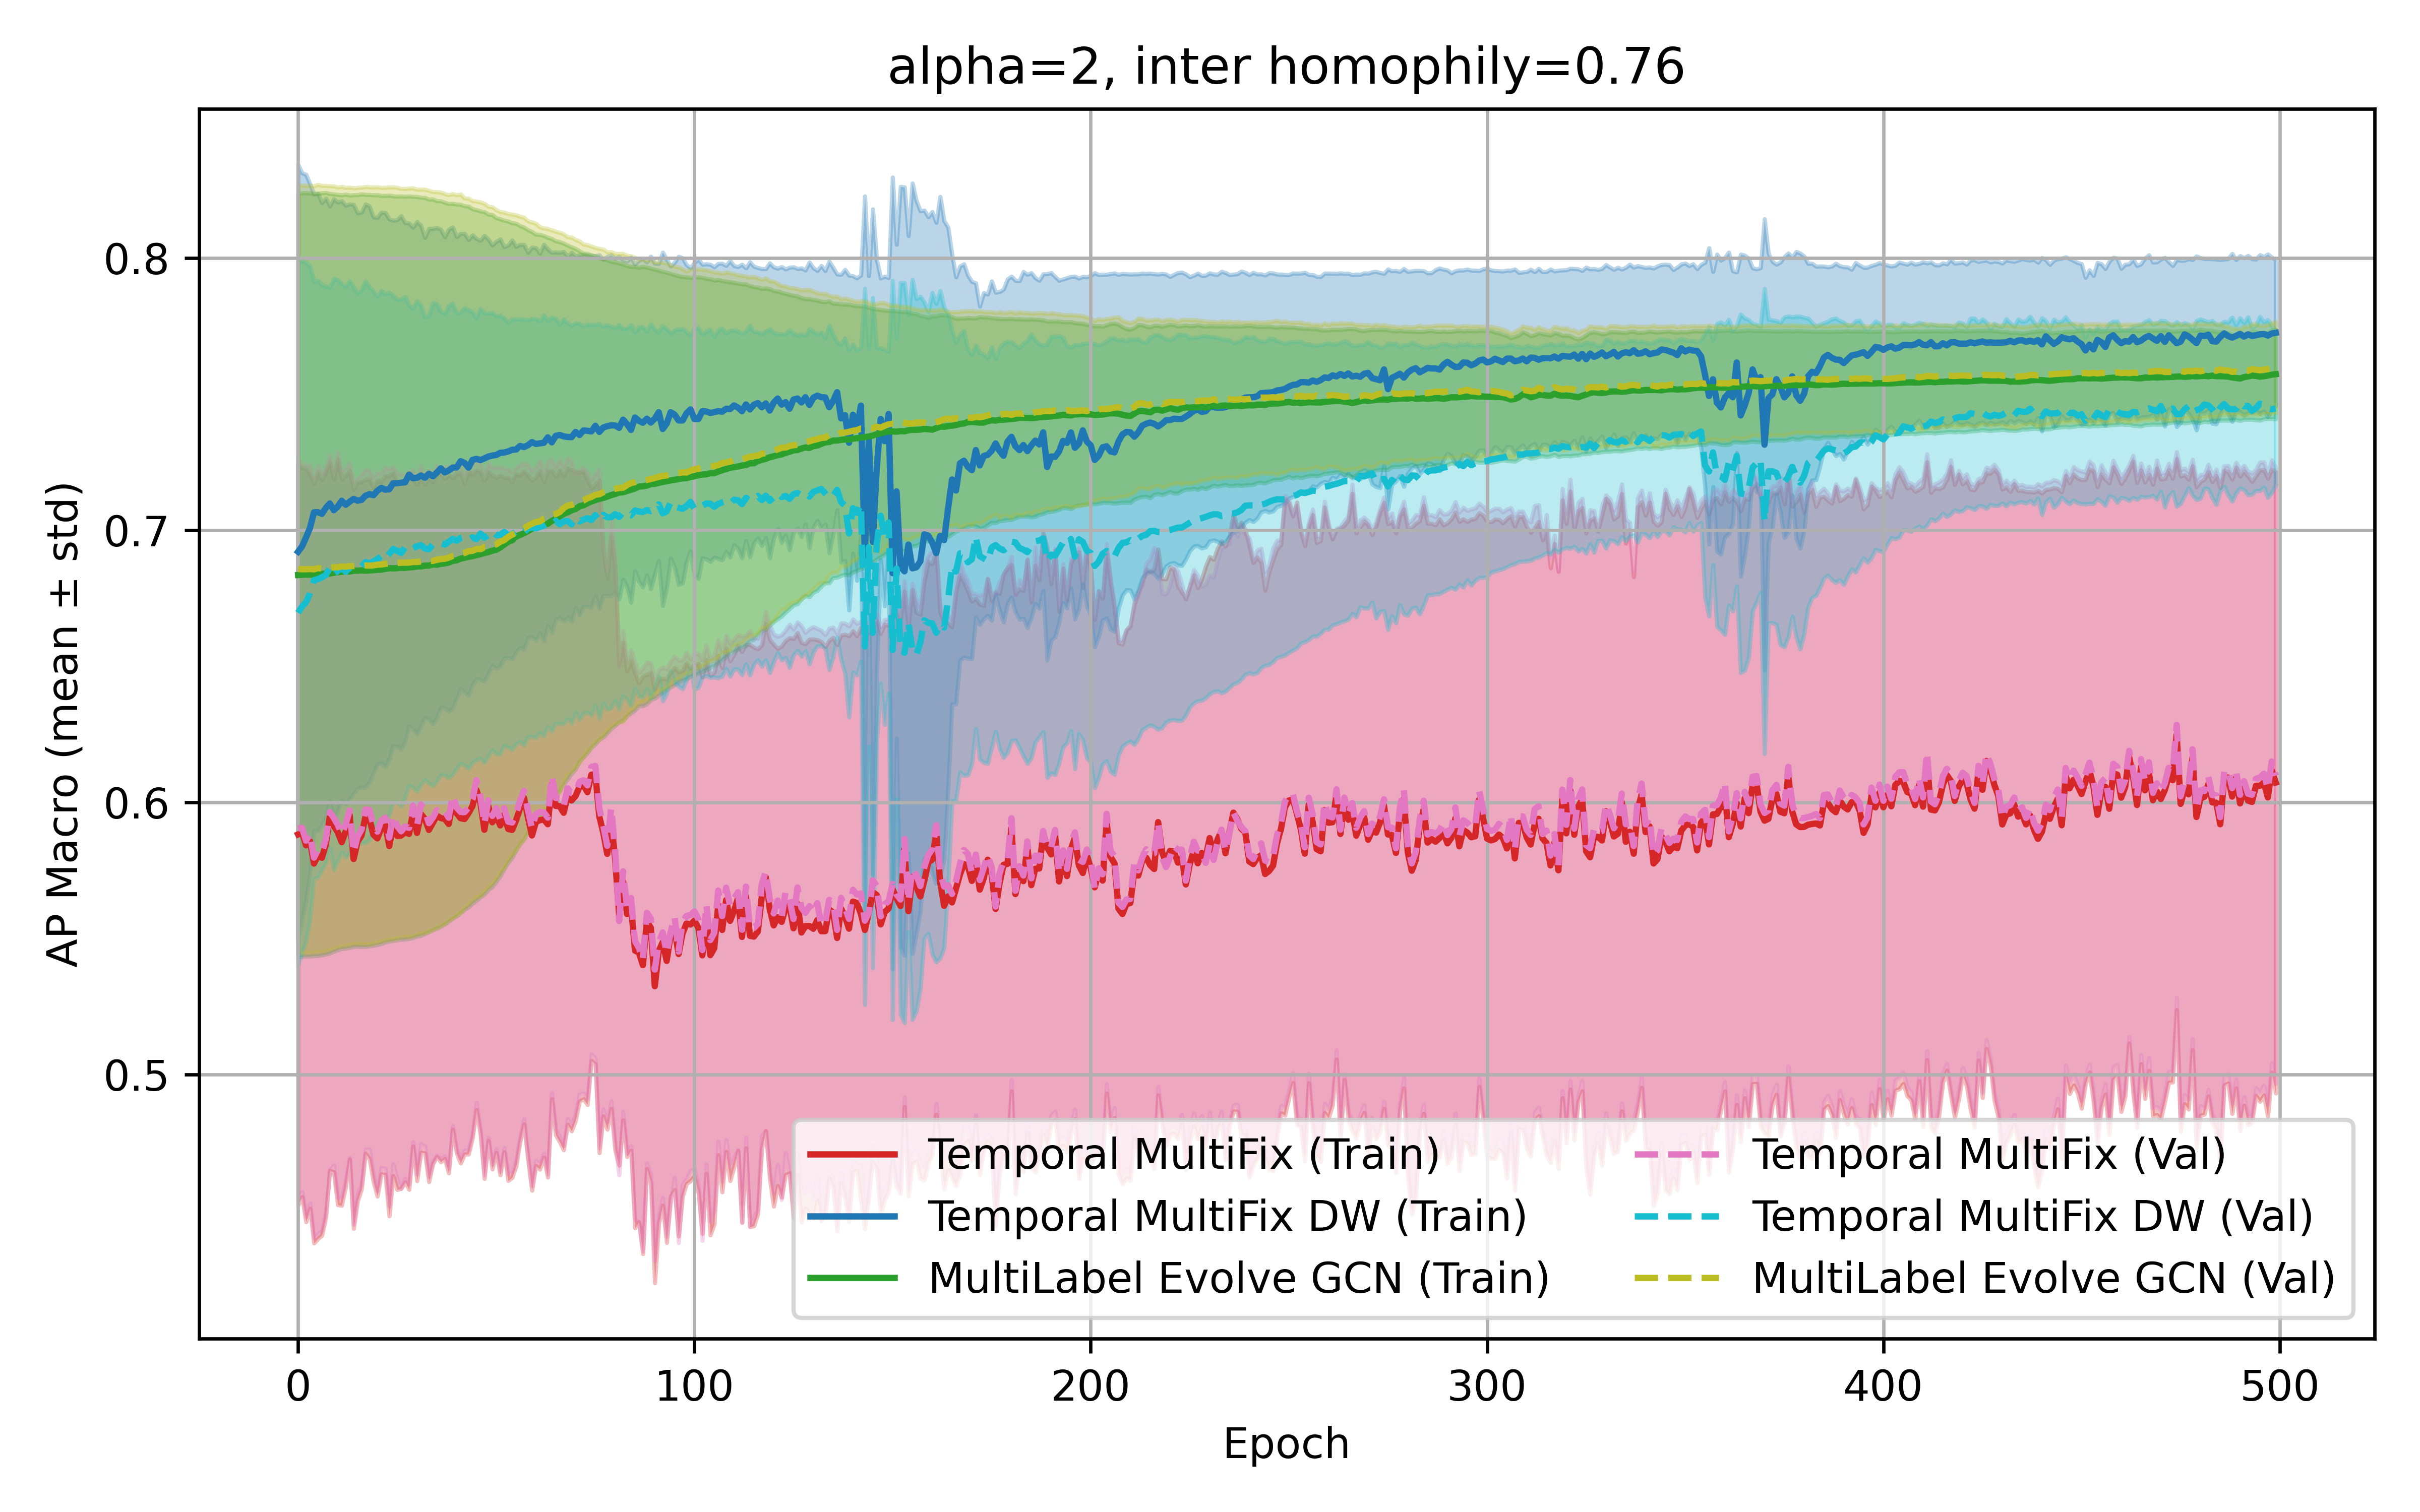 alpha=2, inter homophily=0.76
AP Macro (mean ± std)
0.8
0.7
0.6
0.5
Temporal MultiFix (Train)
Temporal MultiFix DW (Train)
MultiLabel Evolve GCN (Train)
Temporal MultiFix (Val)
Temporal MultiFix DW (Val)
MultiLabel Evolve GCN (Val)
0 100 200 300 400 500
Epoch